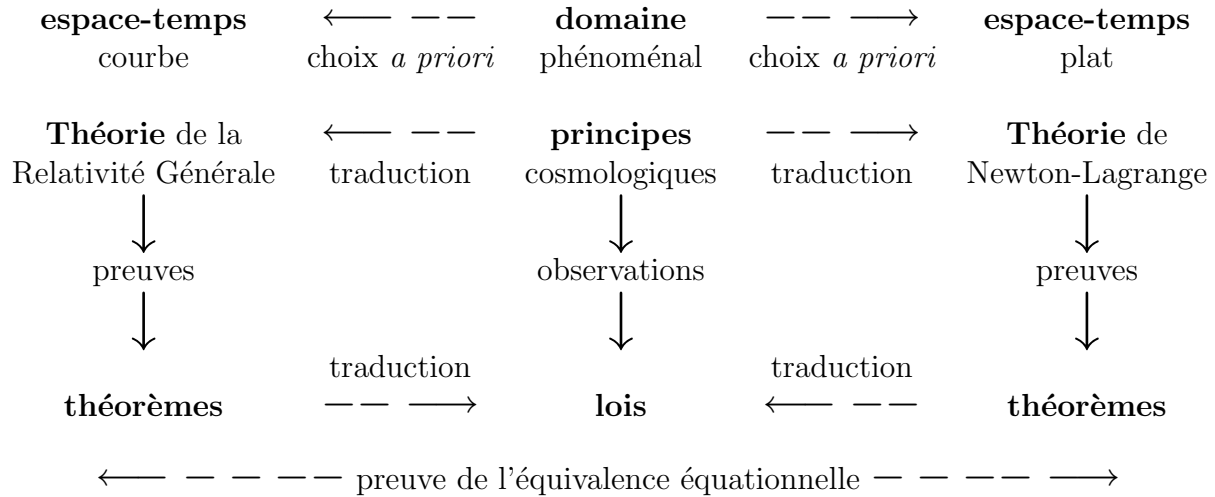 espace-temps domaine espace-temps
courbe choix a priori phénoménal choix a priori plat
Théorie de la principes Théorie de
Relativité Générale traduction cosmologiques traduction Newton-Lagrange
preuves observations preuves
traduction traduction
théorèmes lois théorèmes
preuve de l'équivalence équationnelle